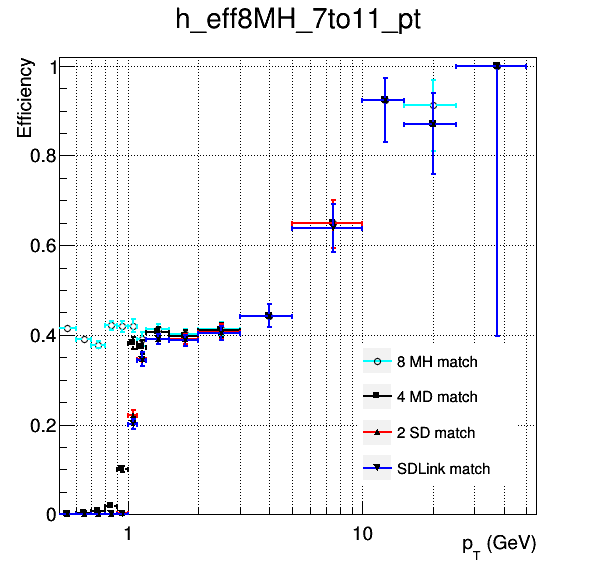 h_eff8MH_7to11_pt
Efficiency
1
0.8
0.6
0.4
0.2
0
8 MH match
4 MD match
2 SD match
SDLink match
1
10
p_T (GeV)